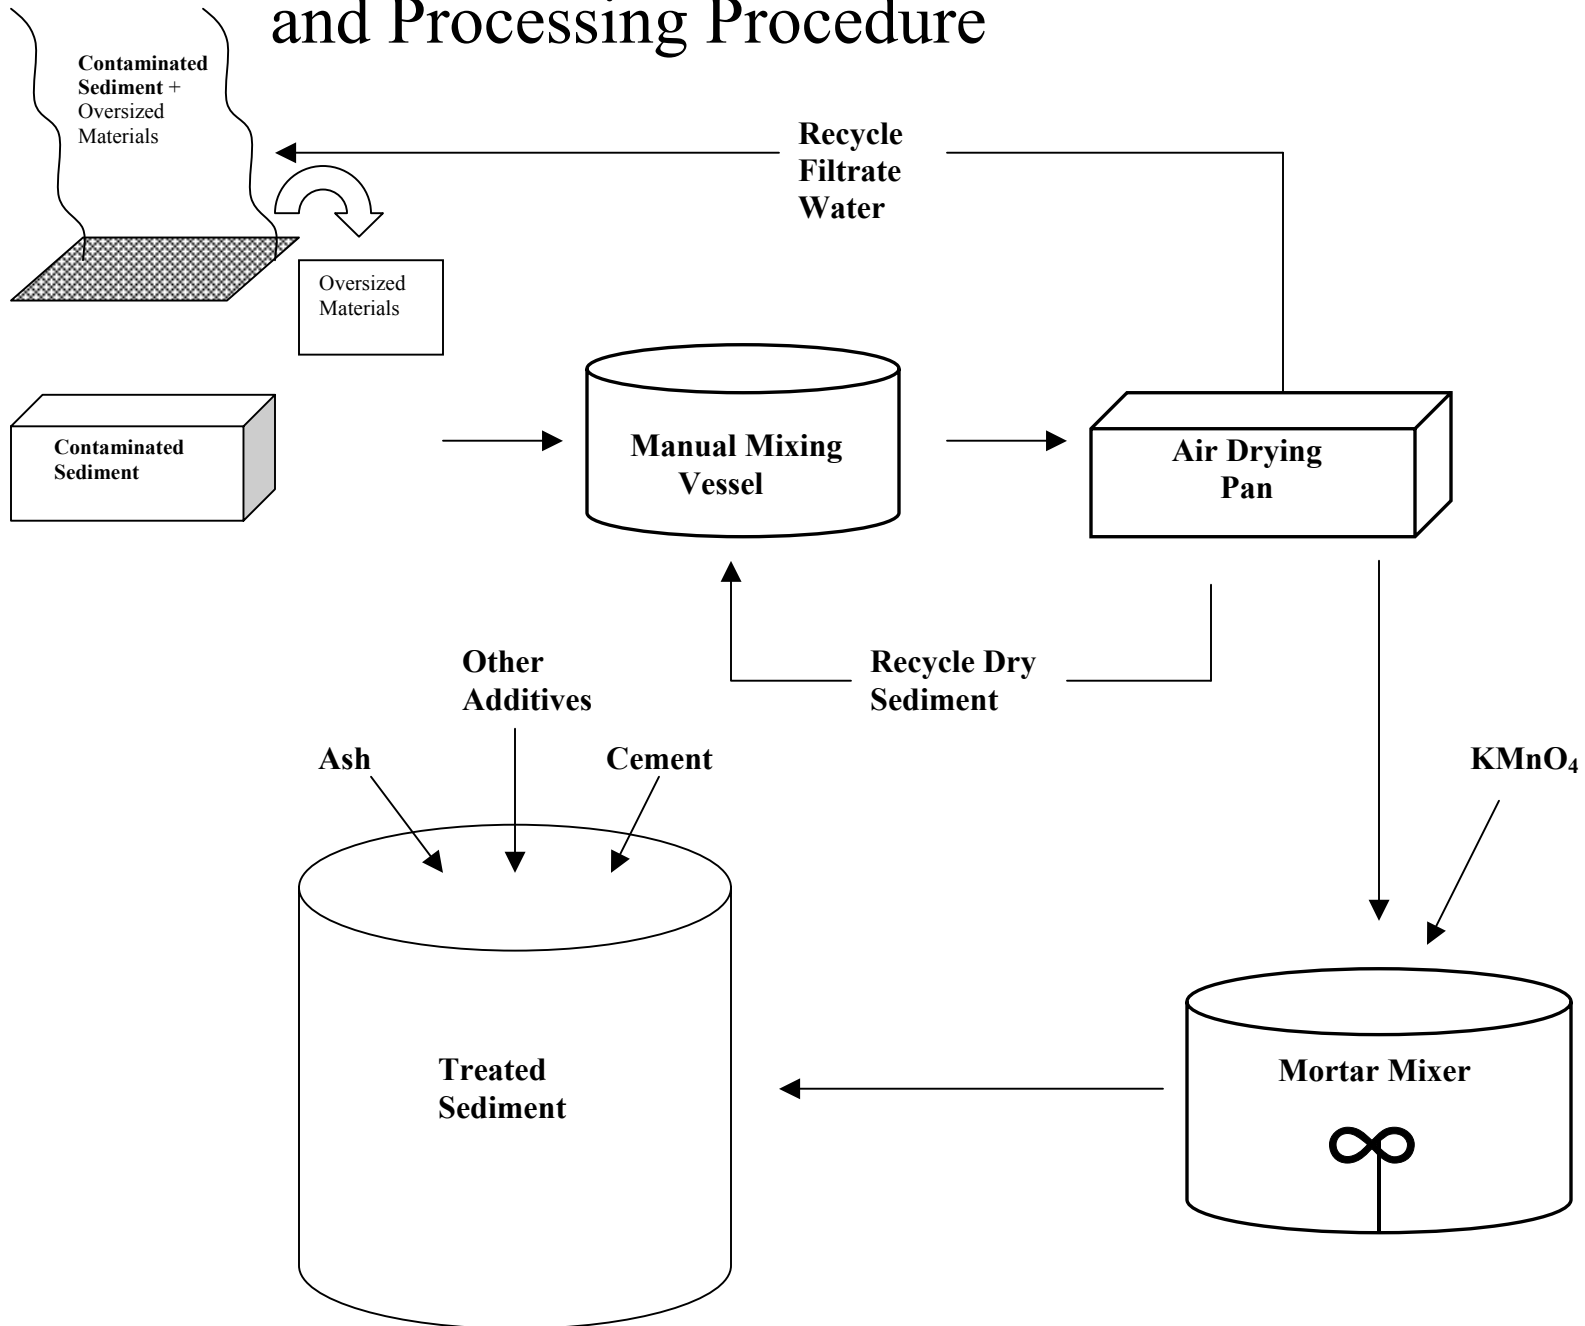 and Processing Procedure
Contaminated
Sediment +
Oversized
Materials
Recycle
Filtrate
Water
Oversized
Materials
Contaminated
Sediment
Manual Mixing
Vessel
Air Drying
Pan
Other
Additives
Recycle Dry
Sediment
Ash
Cement
KMnO₄
Treated
Sediment
Mortar Mixer